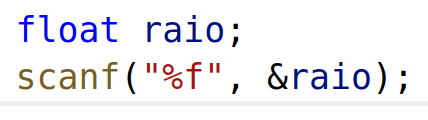 float raio;
scanf("%f", &raio);